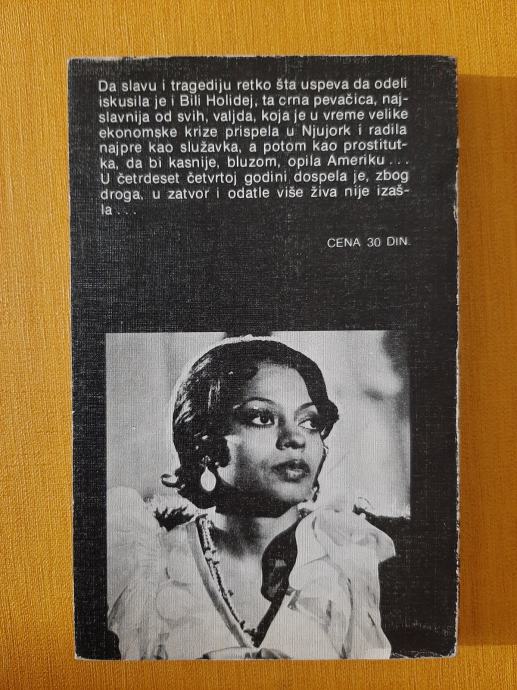 Da slavu i tragediju retko šta uspeva da odeli
iskusila je i Bili Holidej, ta crna pevačica, naj-
slavnija od svih, valjda, koja je u vreme velike
ekonomske krize prispela u Njujork i radila
najpre kao služavka, a potom kao prostitut-
ka, da bi kasnije, bluzom, opila Ameriku...
U četrdeset četvrtoj godini dospela je, zbog
droga, u zatvor i odatle više živa nije izaš-
la...
CENA 30 DIN.